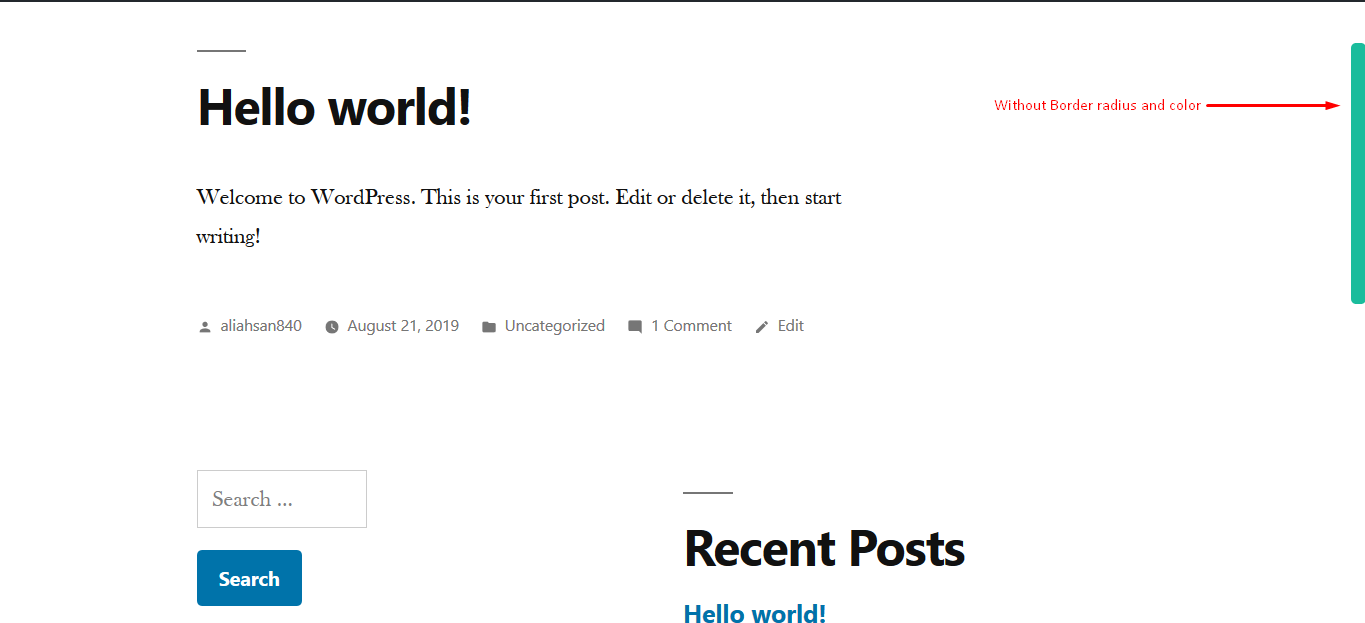 Hello world!
Without Border radius and color
Welcome to WordPress. This is your first post. Edit or delete it, then start
writing!
aliahsan840 August 21, 2019 Uncategorized 1 Comment Edit
Search ...
Search
Recent Posts
Hello world!